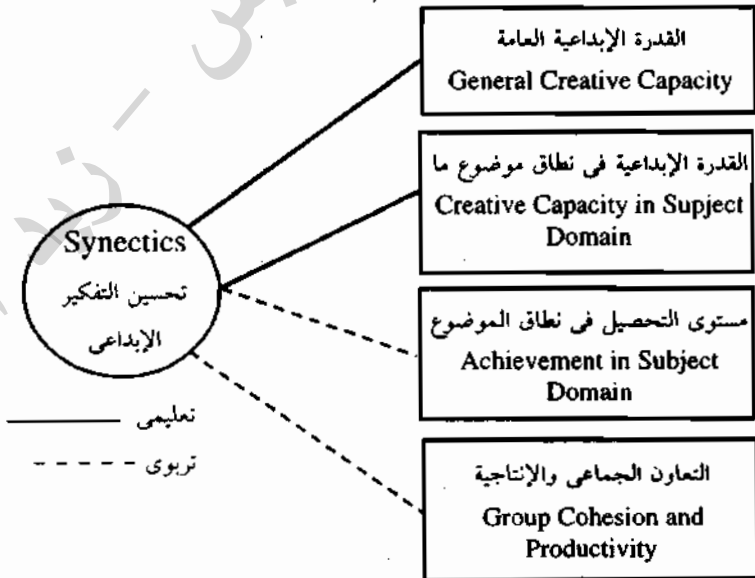 القدرة الإبداعية العامة
General Creative Capacity
القدرة الإبداعية فى نطاق موضوع ما
Creative Capacity in Supject
Domain
Synectics
تحسين التفكير
الإبداعى
مستوى التحصيل فى نطاق الموضوع
Achievement in Subject
Domain
تعليمى
تربوى
التعاون الجماعى والإنتاجية
Group Cohesion and
Productivity